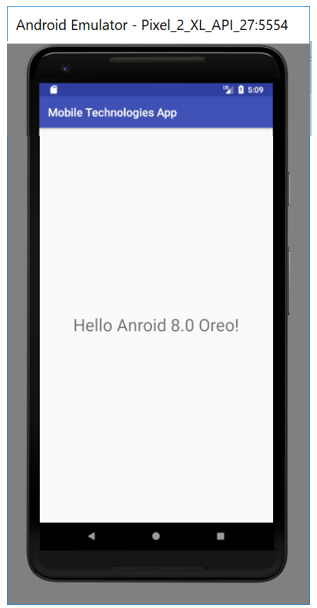 Android Emulator - Pixel_2_XL_API_27:5554
5:09
Mobile Technologies App
Hello Anroid 8.0 Oreo!